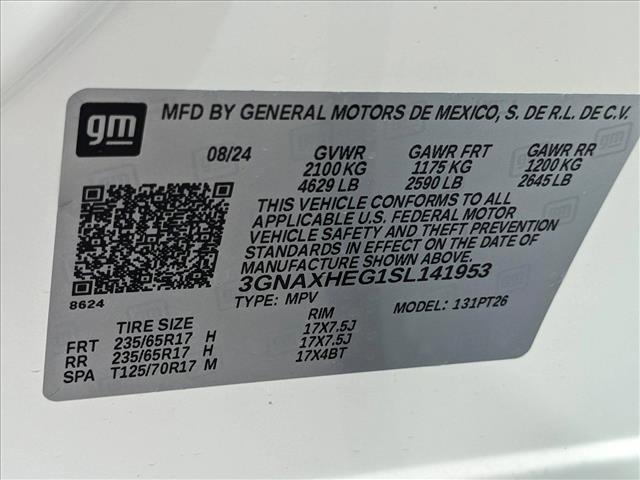 gm
MFD BY GENERAL MOTORS DE MEXICO, S. DE R.L. DE C.V.
08/24 GVWR GAWR FRT GAWR RR
2100 KG 1175 KG 1200 KG
4629 LB 2590 LB 2645 LB
THIS VEHICLE CONFORMS TO ALL
APPLICABLE U.S. FEDERAL MOTOR
VEHICLE SAFETY AND THEFT PREVENTION
STANDARDS IN EFFECT ON THE DATE OF
MANUFACTURE SHOWN ABOVE.
3GNAXHEG1SL141953
8624
TYPE: MPV MODEL: 131PT26
TIRE SIZE RIM
FRT 235/65R17 H 17X7.5J
RR 235/65R17 H 17X7.5J
SPA T125/70R17 M 17X4BT